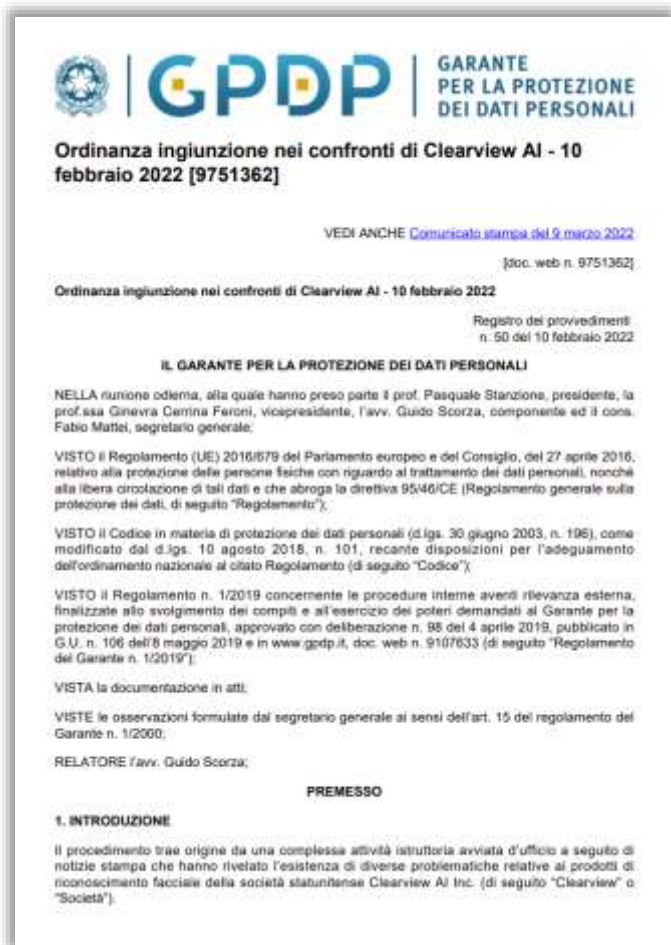 GPDP
GARANTE
PER LA PROTEZIONE
DEI DATI PERSONALI
Ordinanza ingiunzione nei confronti di Clearview AI - 10
febbraio 2022 [9751362]
VEDI ANCHE Comunicato stampa del 9 marzo 2022
[doc. web n. 9751362]
Ordinanza ingiunzione nei confronti di Clearview AI - 10 febbraio 2022
Registro dei provvedimenti
n. 50 del 10 febbraio 2022
IL GARANTE PER LA PROTEZIONE DEI DATI PERSONALI
NELLA riunione odierna, alla quale hanno preso parte il prof. Pasquale Stanzione, presidente, la
prof.ssa Ginevra Cerrina Feroni, vicepresidente, l'avv. Guido Scorza, componente ed il cons.
Fabio Mattei, segretario generale;
VISTO il Regolamento (UE) 2016/679 del Parlamento europeo e del Consiglio, del 27 aprile 2016,
relativo alla protezione delle persone fisiche con riguardo al trattamento dei dati personali, nonché
alla libera circolazione di tali dati e che abroga la direttiva 95/46/CE (Regolamento generale sulla
protezione dei dati, di seguito "Regolamento");
VISTO il Codice in materia di protezione dei dati personali (d.lgs. 30 giugno 2003, n. 196), come
modificato dal d.lgs. 10 agosto 2018, n. 101, recante disposizioni per l'adeguamento
dell'ordinamento nazionale al citato Regolamento (di seguito "Codice");
VISTO il Regolamento n. 1/2019 concernente le procedure interne aventi rilevanza esterna,
finalizzate allo svolgimento dei compiti e all'esercizio dei poteri demandati al Garante per la
protezione dei dati personali, approvato con deliberazione n. 98 del 4 aprile 2019, pubblicato in
G.U. n. 106 dell'8 maggio 2019 e in www.gpdp.it, doc. web n. 9107633 (di seguito "Regolamento
del Garante n. 1/2019");
VISTA la documentazione in atti;
VISTE le osservazioni formulate dal segretario generale ai sensi dell'art. 15 del regolamento del
Garante n. 1/2000;
RELATORE l'avv. Guido Scorza;
PREMESSO
1. INTRODUZIONE
Il procedimento trae origine da una complessa attività istruttoria avviata d'ufficio a seguito di
notizie stampa che hanno rivelato l'esistenza di diverse problematiche relative ai prodotti di
riconoscimento facciale della società statunitense Clearview AI Inc. (di seguito "Clearview" o
"Società").